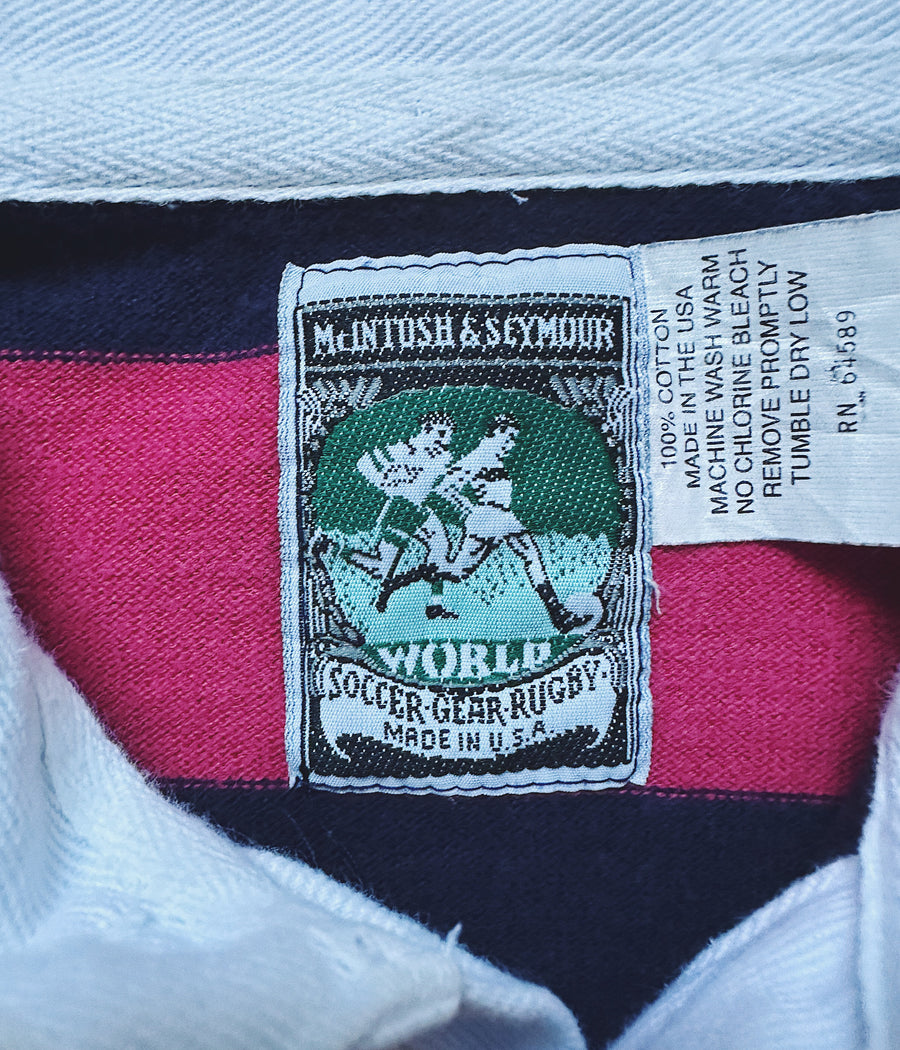 McINTOSH & SEYMOUR
WORLD
SOCCER·GEAR·RUGBY
MADE IN U.S.A.
100% COTTON
MADE IN THE USA
MACHINE WASH WARM
NO CHLORINE BLEACH
REMOVE PROMPTLY
TUMBLE DRY LOW
RN 64589